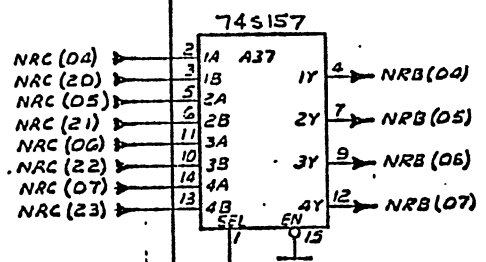 74S157
NRC(04) 2 1A A37
NRC(20) 3 1B 1Y 4 NRB(04)
NRC(05) 5 2A
NRC(21) 6 2B 2Y 7 NRB(05)
NRC(06) 11 3A
NRC(22) 10 3B 3Y 9 NRB(06)
NRC(07) 14 4A
NRC(23) 13 4B 4Y 12 NRB(07)
SEL EN
1 15